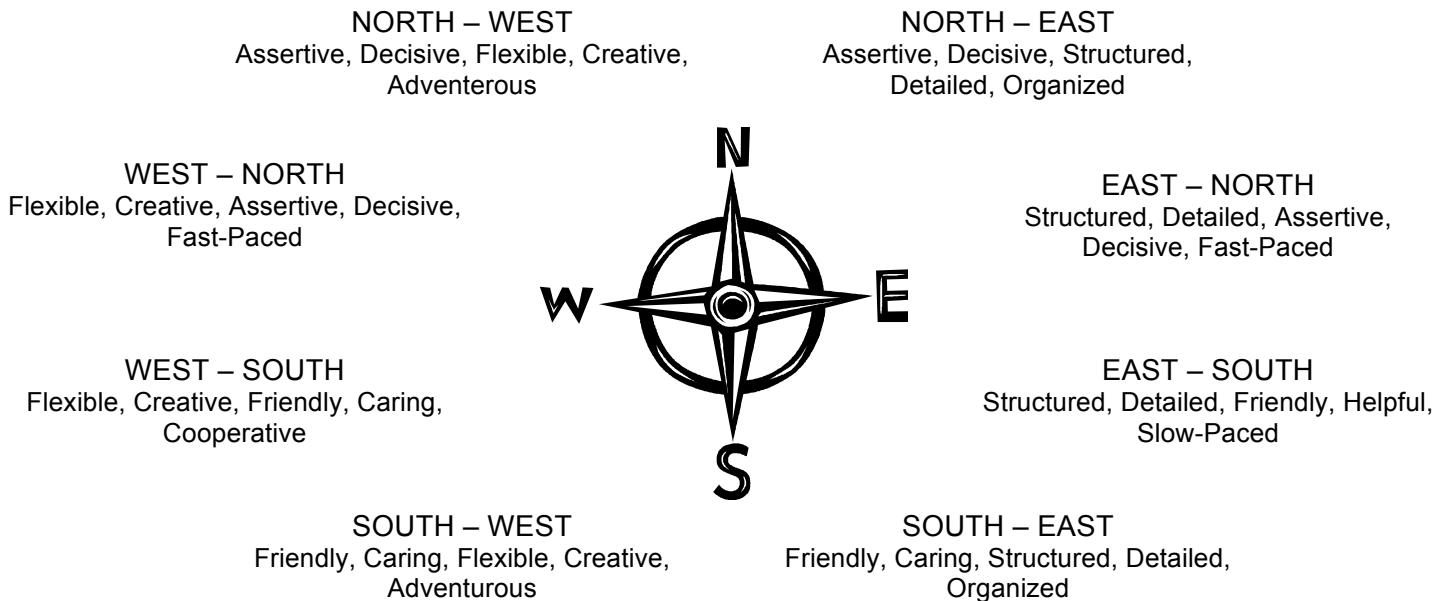 NORTH – WEST
Assertive, Decisive, Flexible, Creative,
Adventerous
NORTH – EAST
Assertive, Decisive, Structured,
Detailed, Organized
N
WEST – NORTH
Flexible, Creative, Assertive, Decisive,
Fast-Paced
EAST – NORTH
Structured, Detailed, Assertive,
Decisive, Fast-Paced
W
E
WEST – SOUTH
Flexible, Creative, Friendly, Caring,
Cooperative
EAST – SOUTH
Structured, Detailed, Friendly, Helpful,
Slow-Paced
S
SOUTH – WEST
Friendly, Caring, Flexible, Creative,
Adventurous
SOUTH – EAST
Friendly, Caring, Structured, Detailed,
Organized